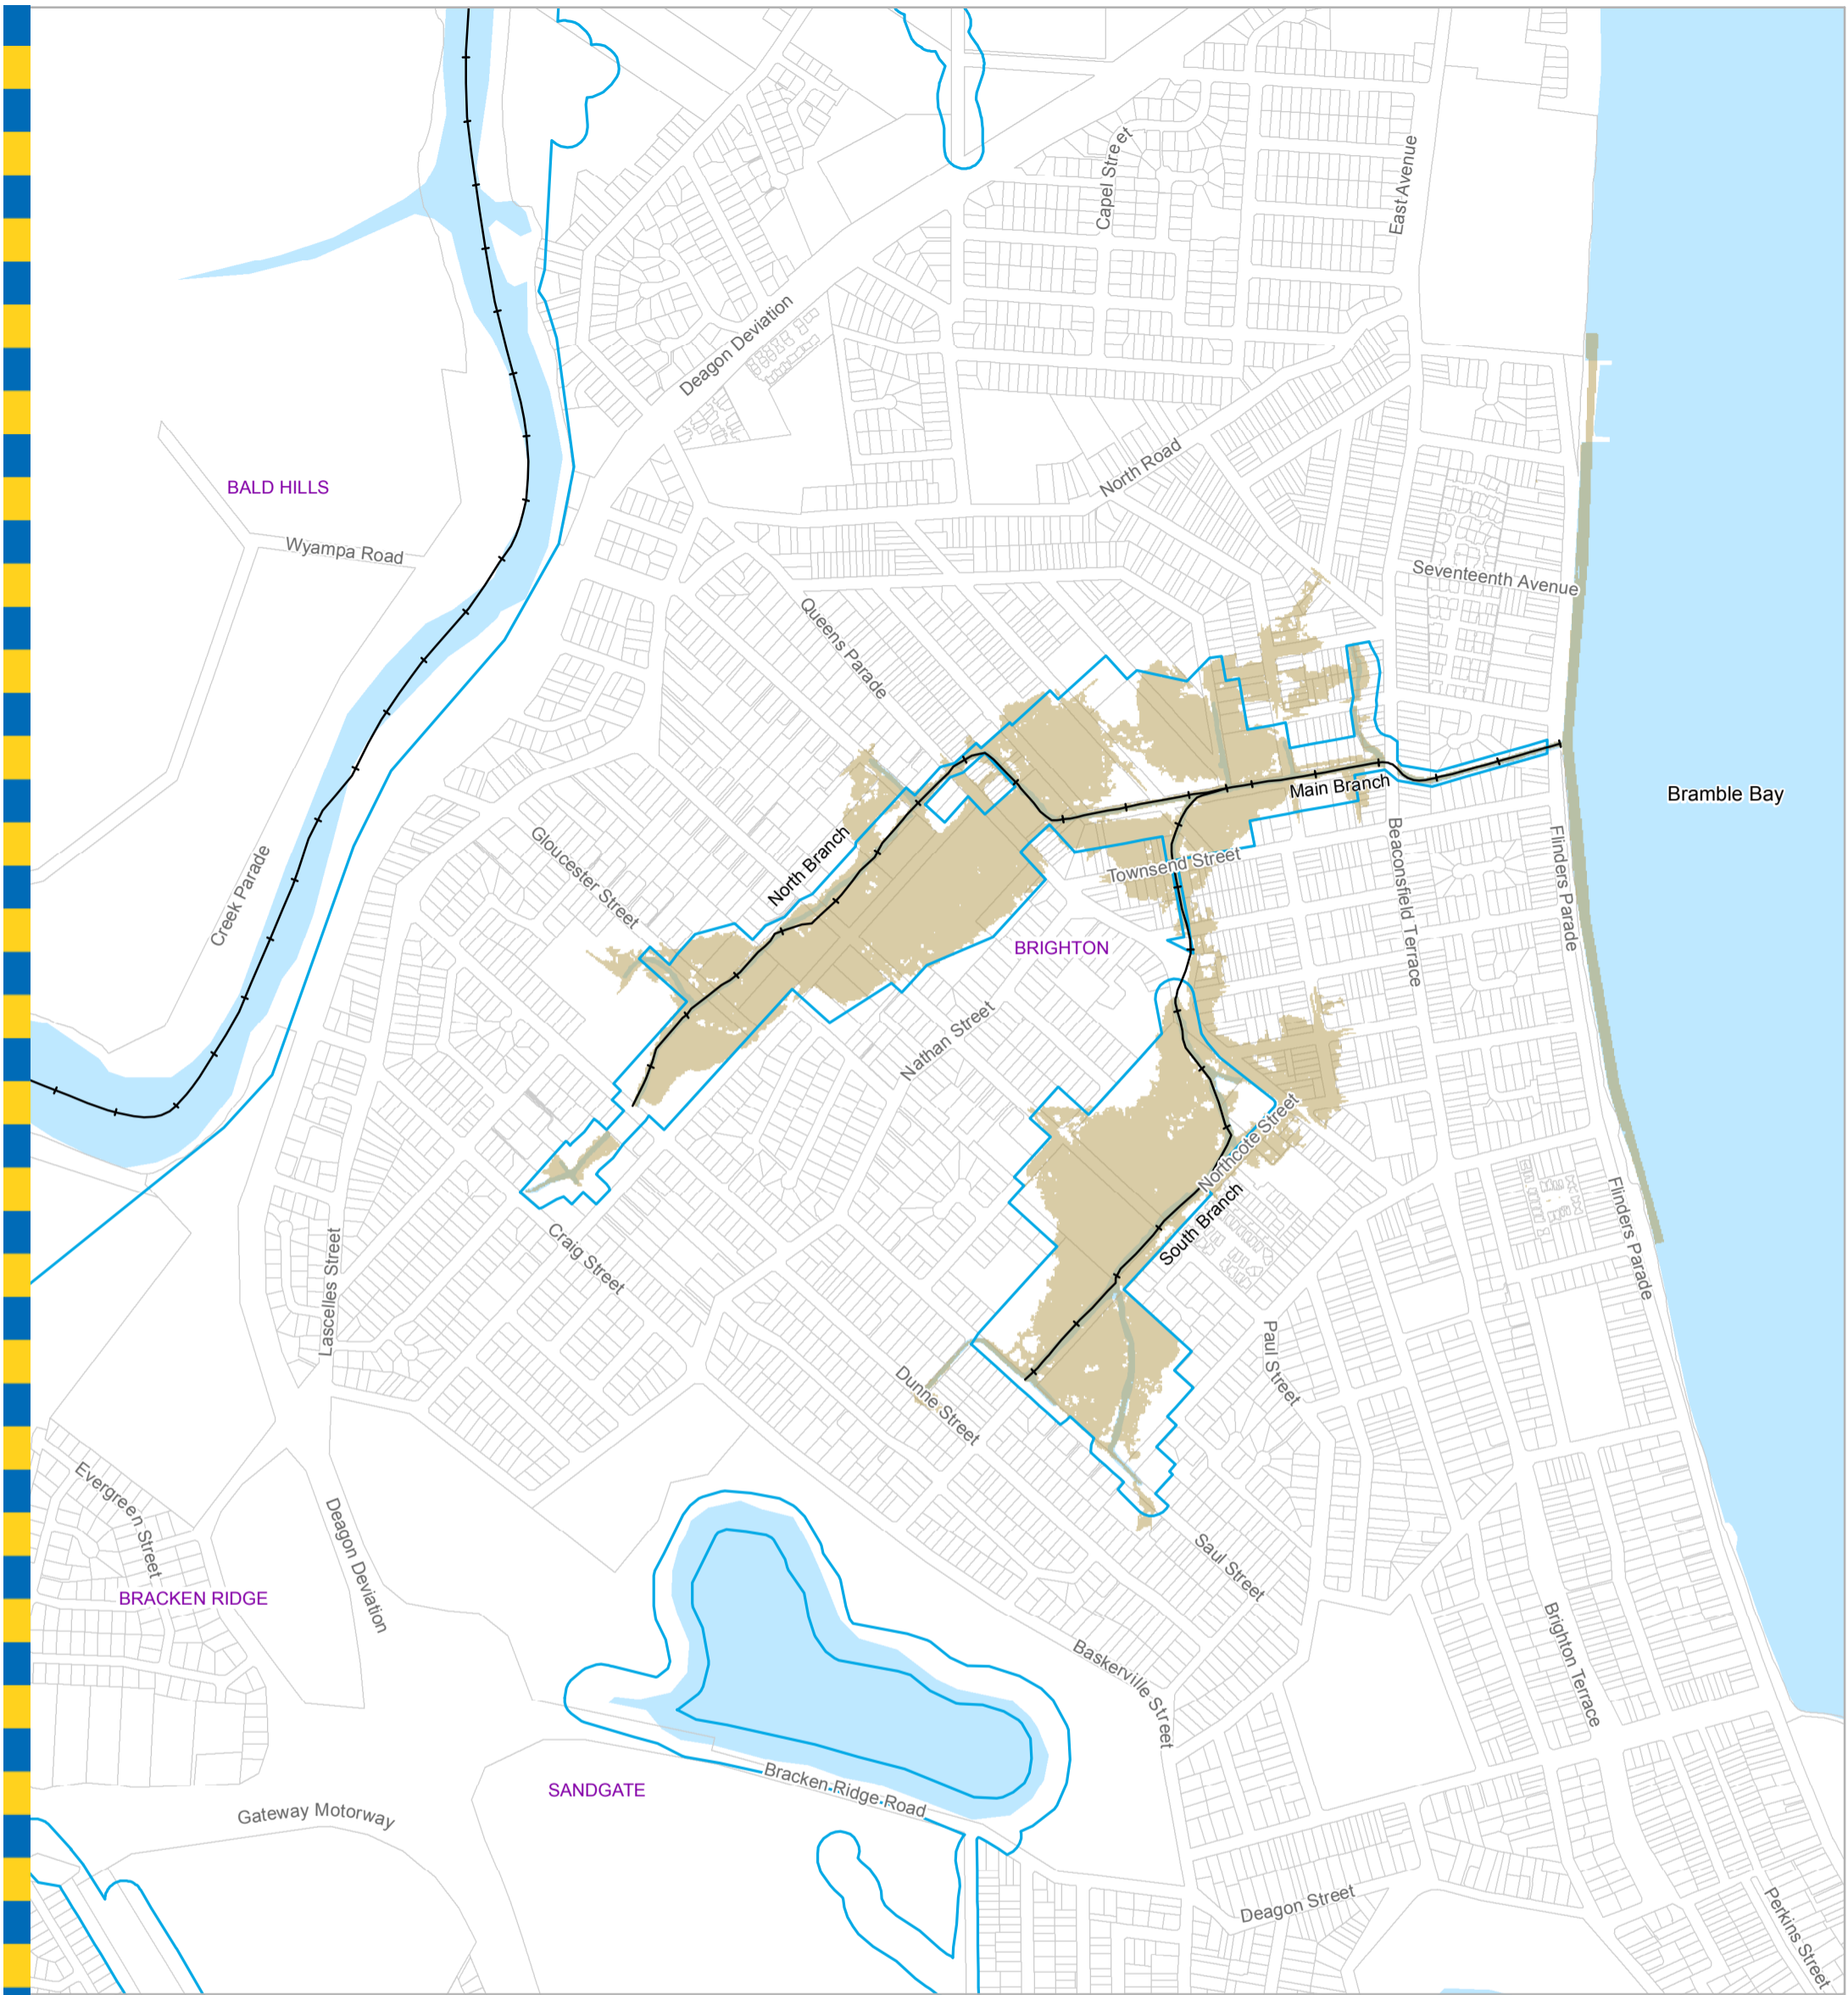 Capel Street
East Avenue
Deagon Deviation
North Road
BALD HILLS
Wyampa Road
Seventeenth Avenue
Queens Parade
Main Branch
Bramble Bay
Gloucester Street
North Branch
Townsend Street
Beaconsfield Terrace
Flinders Parade
Creek Parade
BRIGHTON
Nathan Street
Northcote Street
South Branch
Flinders Parade
Craig Street
Lascelles Street
Paul Street
Dunne Street
Evergreen Street
Deagon Deviation
Saul Street
BRACKEN RIDGE
Brighton Terrace
Baskerville Street
Bracken Ridge Road
SANDGATE
Gateway Motorway
Deagon Street
Perkins Street